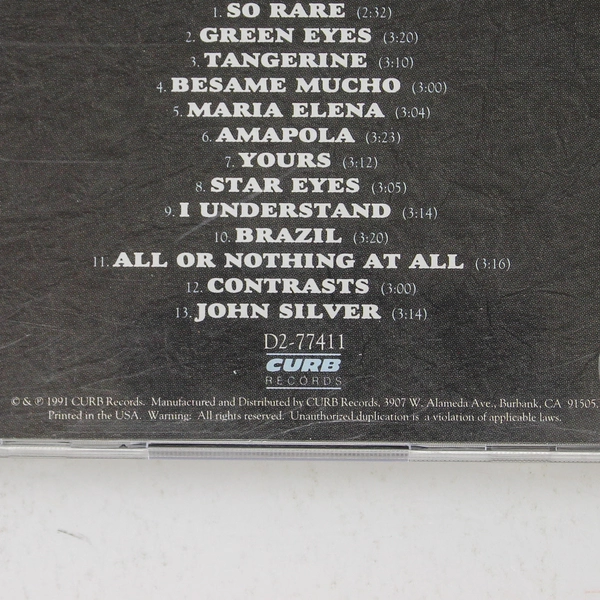 1. SO RARE (2:32)
2. GREEN EYES (3:20)
3. TANGERINE (3:10)
4. BESAME MUCHO (3:00)
5. MARIA ELENA (3:04)
6. AMAPOLA (3:23)
7. YOURS (3:12)
8. STAR EYES (3:05)
9. I UNDERSTAND (3:14)
10. BRAZIL (3:20)
11. ALL OR NOTHING AT ALL (3:16)
12. CONTRASTS (3:00)
13. JOHN SILVER (3:14)
D2-77411
CURB
RECORDS
© & ℗ 1991 CURB Records. Manufactured and Distributed by CURB Records, 3907 W. Alameda Ave., Burbank, CA 91505.
Printed in the USA. Warning: All rights reserved. Unauthorized duplication is a violation of applicable laws.